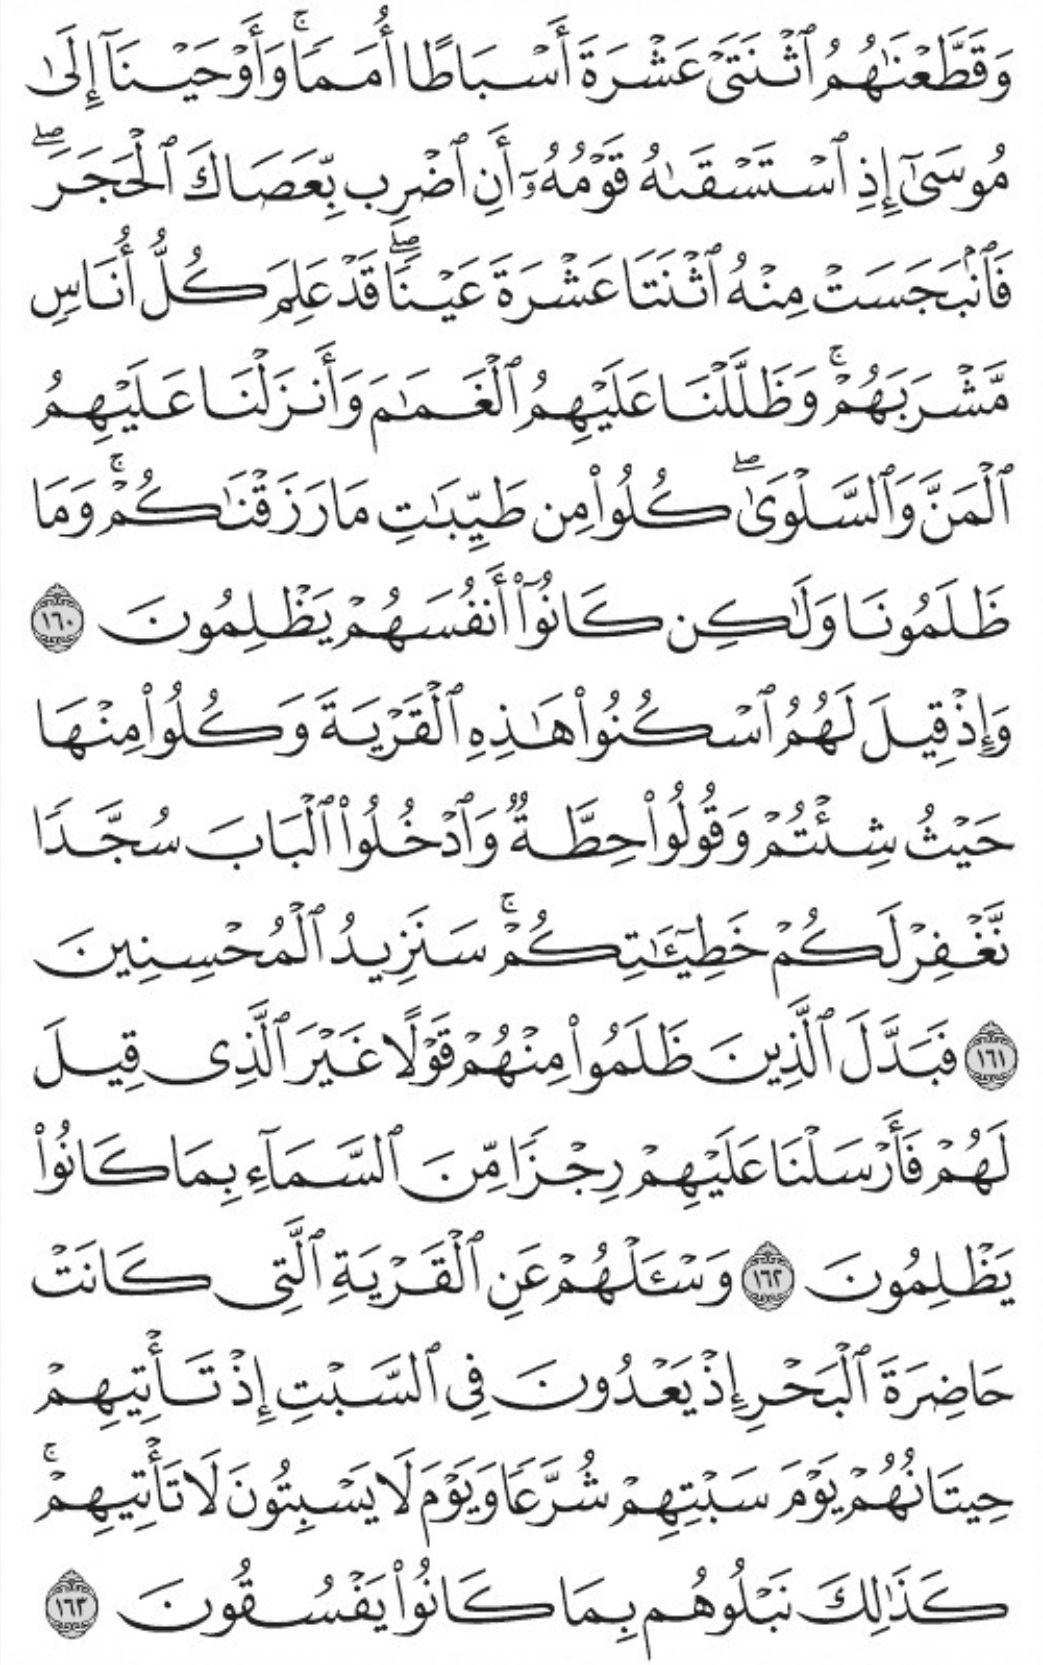 وَقَطَّعۡنَٰهُمُ ٱثۡنَتَيۡ عَشۡرَةَ أَسۡبَاطًا أُمَمٗاۚ وَأَوۡحَيۡنَآ إِلَىٰ
مُوسَىٰٓ إِذِ ٱسۡتَسۡقَىٰهُ قَوۡمُهُۥٓ أَنِ ٱضۡرِب بِّعَصَاكَ ٱلۡحَجَرَۖ
فَٱنۢبَجَسَتۡ مِنۡهُ ٱثۡنَتَا عَشۡرَةَ عَيۡنٗاۖ قَدۡ عَلِمَ كُلُّ أُنَاسٖ
مَّشۡرَبَهُمۡۚ وَظَلَّلۡنَا عَلَيۡهِمُ ٱلۡغَمَٰمَ وَأَنزَلۡنَا عَلَيۡهِمُ
ٱلۡمَنَّ وَٱلسَّلۡوَىٰۖ كُلُواْ مِن طَيِّبَٰتِ مَا رَزَقۡنَٰكُمۡۚ وَمَا
ظَلَمُونَا وَلَٰكِن كَانُوٓاْ أَنفُسَهُمۡ يَظۡلِمُونَ ١٦٠
وَإِذۡ قِيلَ لَهُمُ ٱسۡكُنُواْ هَٰذِهِ ٱلۡقَرۡيَةَ وَكُلُواْ مِنۡهَا
حَيۡثُ شِئۡتُمۡ وَقُولُواْ حِطَّةٞ وَٱدۡخُلُواْ ٱلۡبَابَ سُجَّدٗا
نَّغۡفِرۡ لَكُمۡ خَطِيٓـَٰٔتِكُمۡۚ سَنَزِيدُ ٱلۡمُحۡسِنِينَ
١٦١ فَبَدَّلَ ٱلَّذِينَ ظَلَمُواْ مِنۡهُمۡ قَوۡلًا غَيۡرَ ٱلَّذِي قِيلَ
لَهُمۡ فَأَرۡسَلۡنَا عَلَيۡهِمۡ رِجۡزٗا مِّنَ ٱلسَّمَآءِ بِمَا كَانُواْ
يَظۡلِمُونَ ١٦٢ وَسۡـَٔلۡهُمۡ عَنِ ٱلۡقَرۡيَةِ ٱلَّتِي كَانَتۡ
حَاضِرَةَ ٱلۡبَحۡرِ إِذۡ يَعۡدُونَ فِي ٱلسَّبۡتِ إِذۡ تَأۡتِيهِمۡ
حِيتَانُهُمۡ يَوۡمَ سَبۡتِهِمۡ شُرَّعٗا وَيَوۡمَ لَا يَسۡبِتُونَ لَا تَأۡتِيهِمۡۚ
كَذَٰلِكَ نَبۡلُوهُم بِمَا كَانُواْ يَفۡسُقُونَ ١٦٣